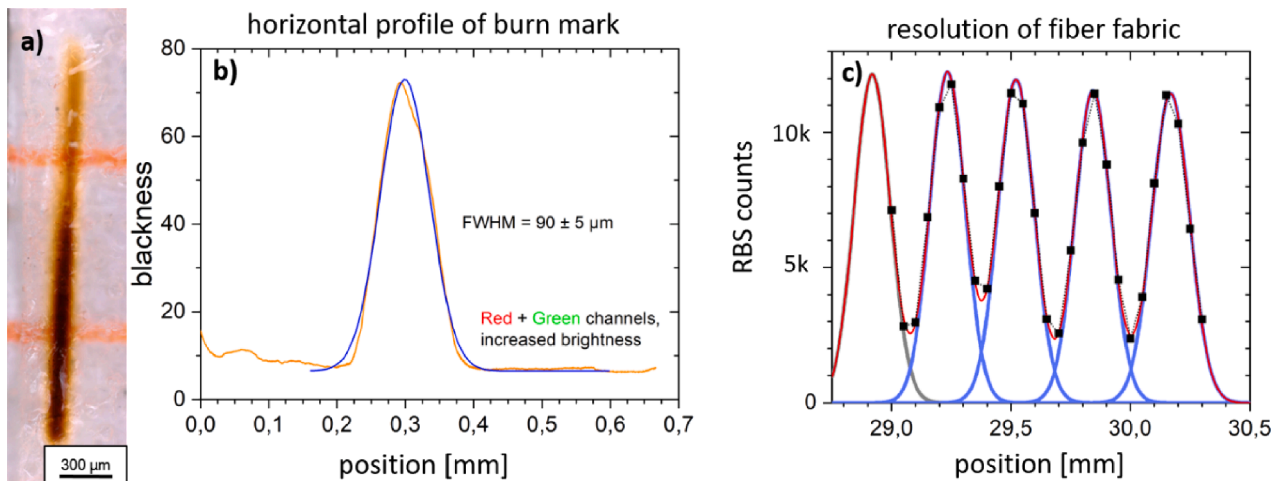 a)
300 µm
horizontal profile of burn mark
b)
80
60
40
20
0
blackness
FWHM = 90 ± 5 µm
Red + Green channels,
increased brightness
0,0 0,1 0,2 0,3 0,4 0,5 0,6 0,7
position [mm]
resolution of fiber fabric
c)
10k
5k
0
RBS counts
29,0 29,5 30,0 30,5
position [mm]